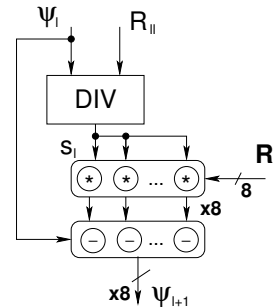 ψl Rll
DIV
sl
* * ... * R
8
x8
− − ... −
x8 ψl+1